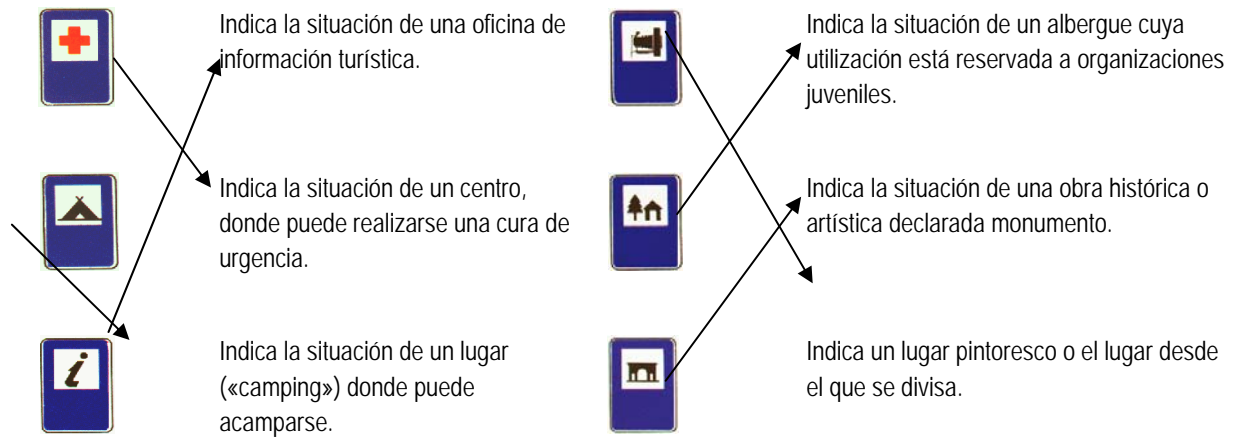 Indica la situación de una oficina de
información turística.
Indica la situación de un centro,
donde puede realizarse una cura de
urgencia.
i
Indica la situación de un lugar
(«camping») donde puede
acamparse.
Indica la situación de un albergue cuya
utilización está reservada a organizaciones
juveniles.
Indica la situación de una obra histórica o
artística declarada monumento.
Indica un lugar pintoresco o el lugar desde
el que se divisa.